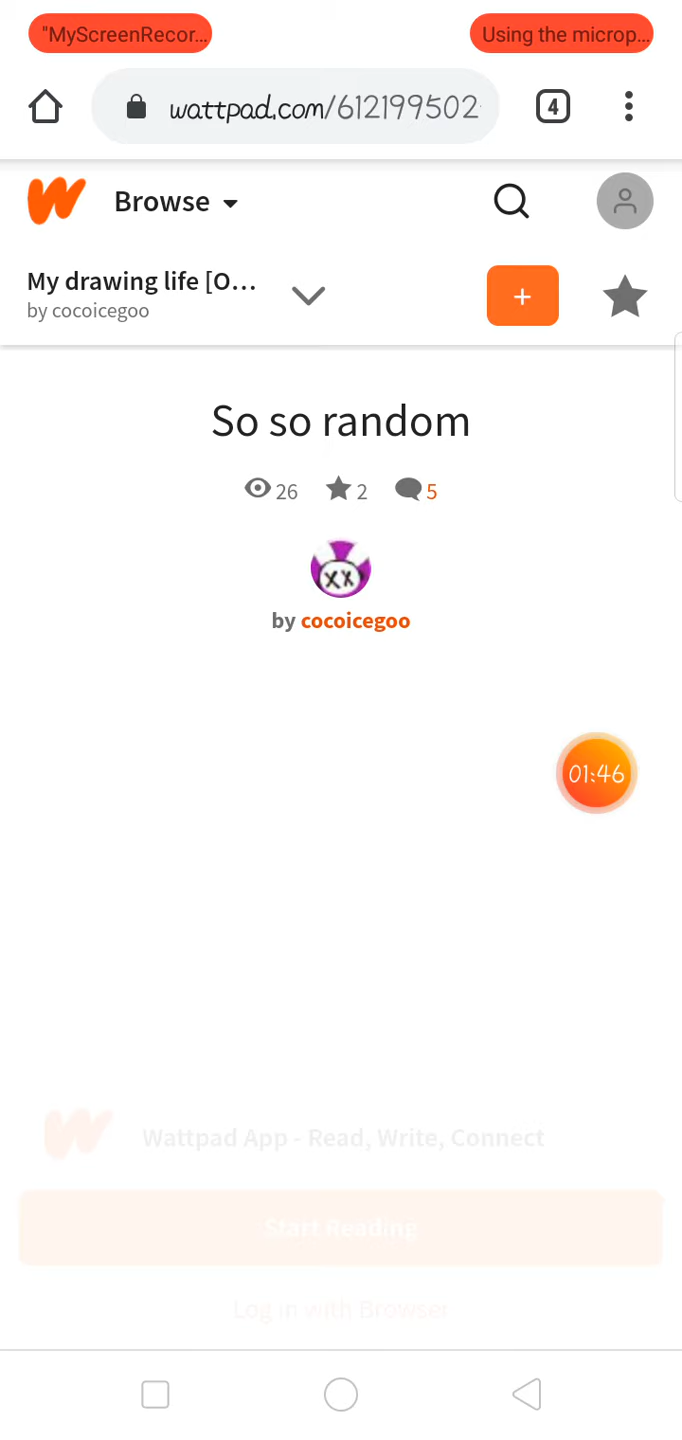 "MyScreenRecor...
Using the microp...
wattpad.com/612199502
4
Browse
My drawing life [O...
by cocoicegoo
+
So so random
26 2 5
XX
by cocoicegoo
01:46
Wattpad App - Read, Write, Connect
Start Reading
Log in with Browser